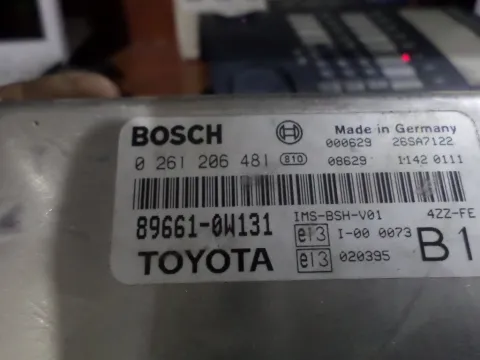 BOSCH
Made in Germany
000629 26SA7122
0 261 206 481 810 08629 1142 0111
89661-0W131 IMS-BSH-V01 4ZZ-FE
e13 I-00 0073
TOYOTA e13 020395 B1